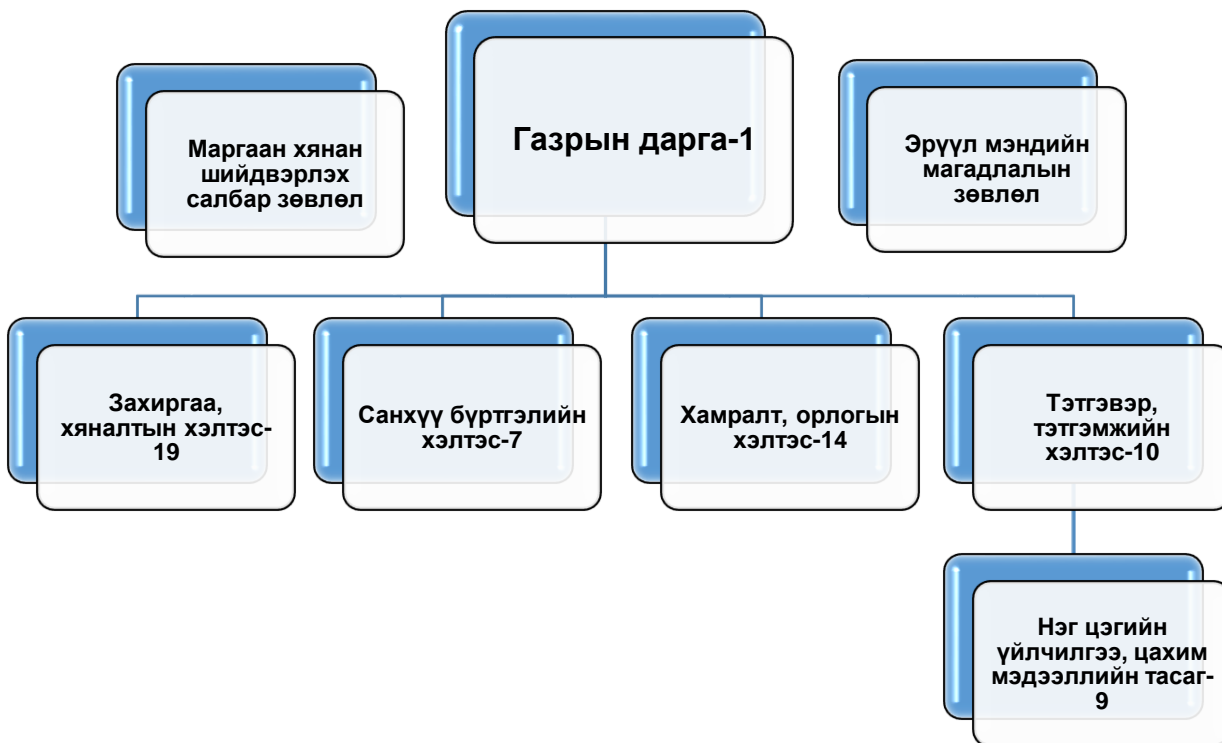 Маргаан хянан
шийдвэрлэх
салбар зөвлөл
Газрын дарга-1
Эрүүл мэндийн
магадлалын
зөвлөл
Захиргаа,
хяналтын хэлтэс-
19
Санхүү бүртгэлийн
хэлтэс-7
Хамралт, орлогын
хэлтэс-14
Тэтгэвэр,
тэтгэмжийн
хэлтэс-10
Нэг цэгийн
үйлчилгээ, цахим
мэдээллийн тасаг-
9